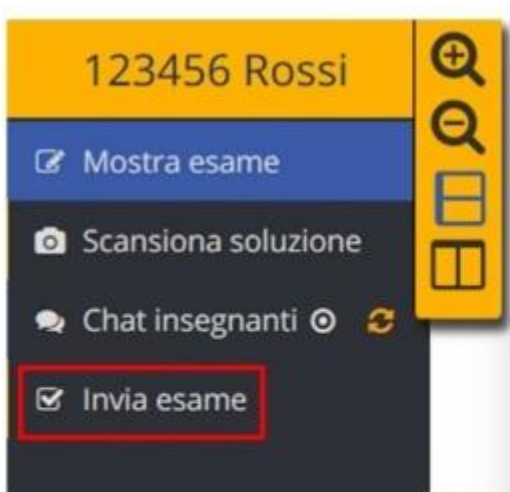 123456 Rossi
Mostra esame
Scansiona soluzione
Chat insegnanti
Invia esame